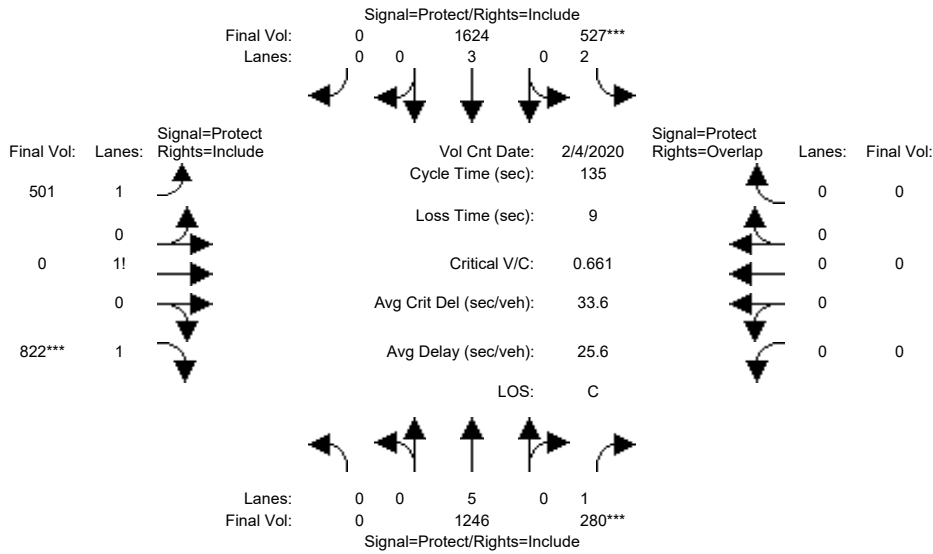 Signal=Protect/Rights=Include
Final Vol: 0 1624 527***
Lanes: 0 0 3 0 2
Signal=Protect Signal=Protect
Final Vol: Lanes: Rights=Include Vol Cnt Date: 2/4/2020 Rights=Overlap Lanes: Final Vol:
Cycle Time (sec): 135
501 1 0 0
Loss Time (sec): 9
0 0
0 1! Critical V/C: 0.661 0 0
0 Avg Crit Del (sec/veh): 33.6 0
822*** 1 Avg Delay (sec/veh): 25.6 0 0
LOS: C
Lanes: 0 0 5 0 1
Final Vol: 0 1246 280***
Signal=Protect/Rights=Include